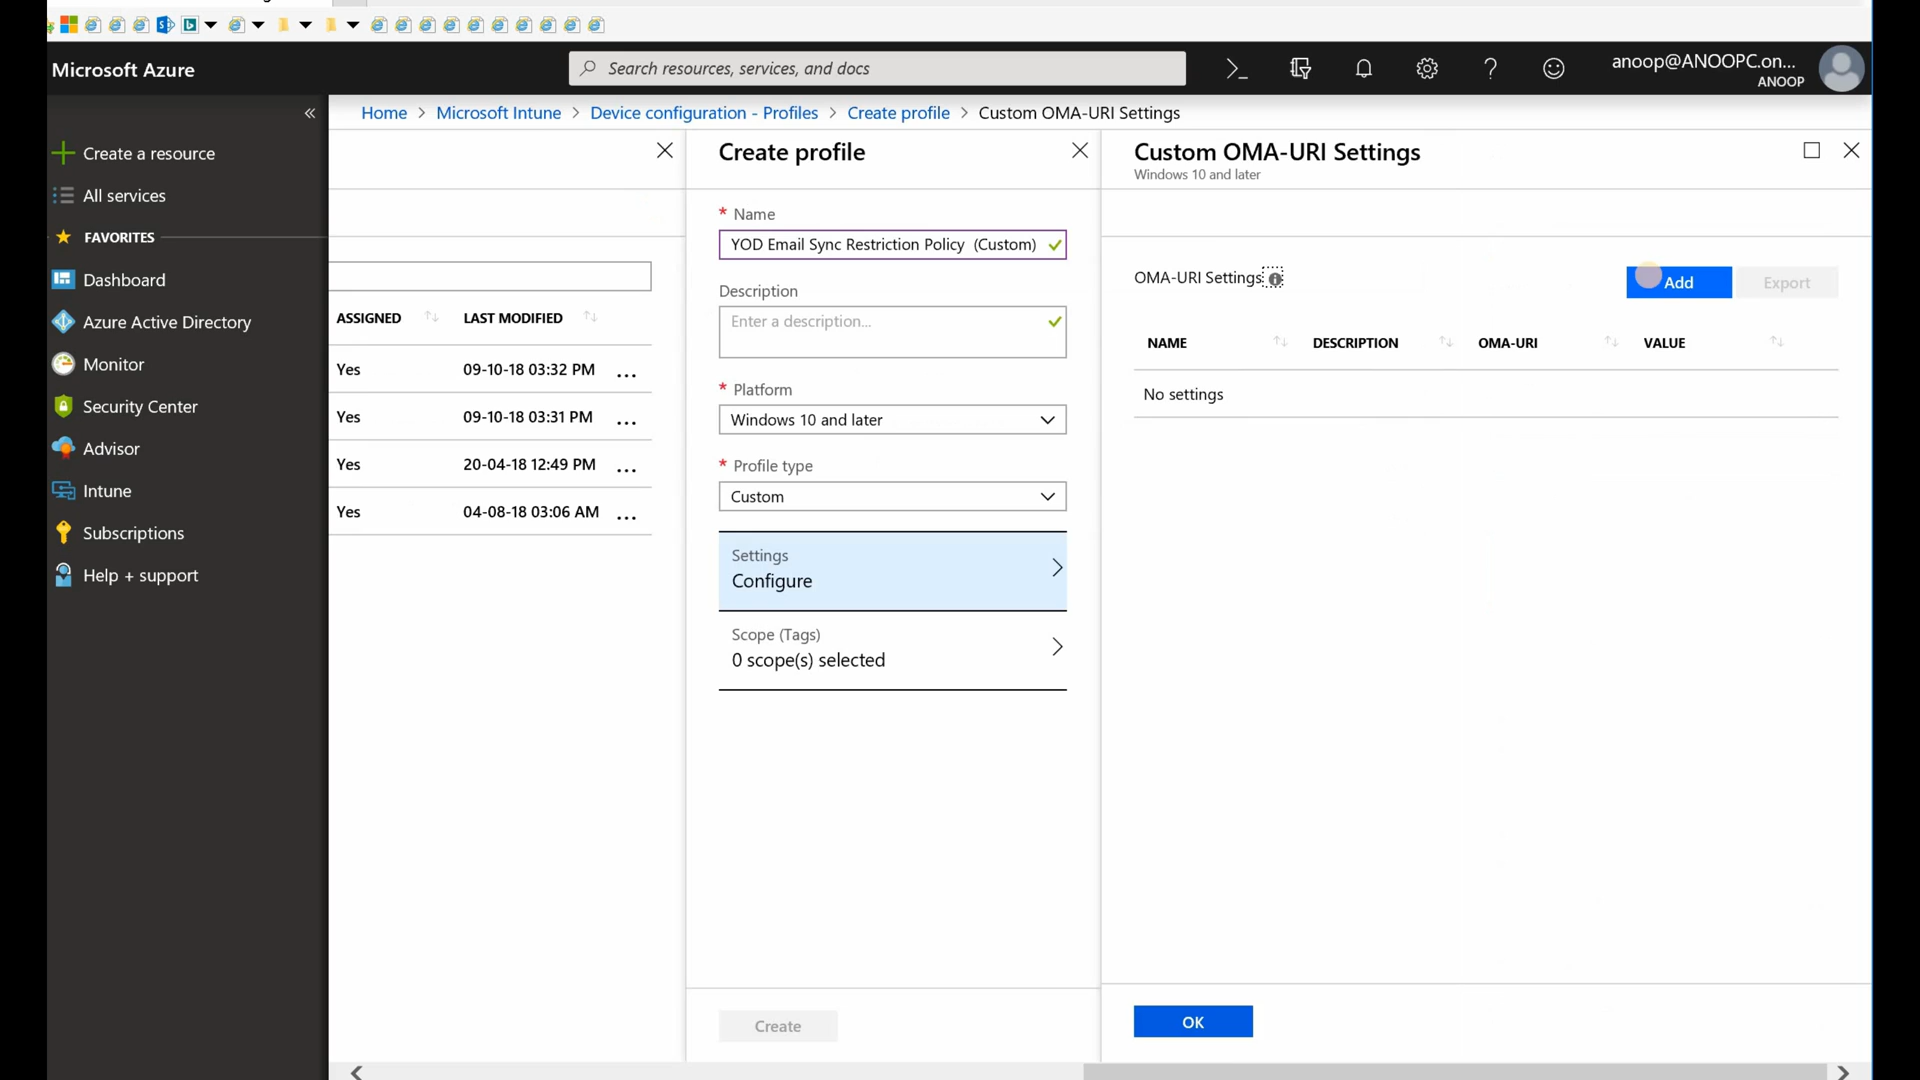 Microsoft Azure
Search resources, services, and docs
anoop@ANOOPC.on...
ANOOP
Home > Microsoft Intune > Device configuration - Profiles > Create profile > Custom OMA-URI Settings
Create a resource
All services
FAVORITES
Dashboard
Azure Active Directory
Monitor
Security Center
Advisor
Intune
Subscriptions
Help + support
ASSIGNED LAST MODIFIED
Yes 09-10-18 03:32 PM ...
Yes 09-10-18 03:31 PM ...
Yes 20-04-18 12:49 PM ...
Yes 04-08-18 03:06 AM ...
Create profile
* Name
YOD Email Sync Restriction Policy (Custom)
Description
Enter a description...
* Platform
Windows 10 and later
* Profile type
Custom
Settings
Configure
Scope (Tags)
0 scope(s) selected
Create
Custom OMA-URI Settings
Windows 10 and later
OMA-URI Settings
Add
Export
NAME DESCRIPTION OMA-URI VALUE
No settings
OK